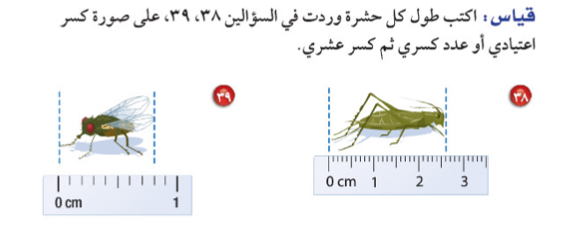 قياس: اكتب طول كل حشرة وردت في السؤالين ٣٨، ٣٩، على صورة كسر
اعتيادي أو عدد كسري ثم كسر عشري.
٣٨
0 cm 1 2 3
٣٩
0 cm 1